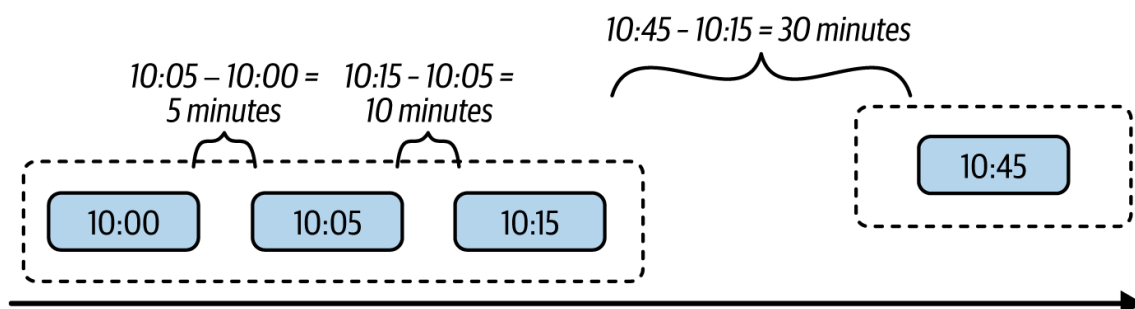 10:45 – 10:15 = 30 minutes
10:05 – 10:00 =
5 minutes
10:15 - 10:05 =
10 minutes
10:00
10:05
10:15
10:45